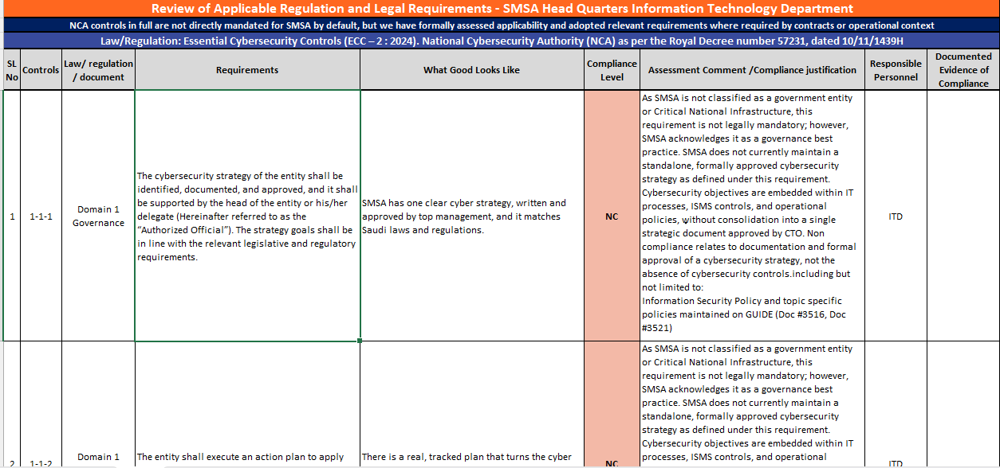 Review of Applicable Regulation and Legal Requirements - SMSA Head Quarters Information Technology Department
NCA controls in full are not directly mandated for SMSA by default, but we have formally assessed applicability and adopted relevant requirements where required by contracts or operational context
Law/Regulation: Essential Cybersecurity Controls (ECC – 2 : 2024). National Cybersecurity Authority (NCA) as per the Royal Decree number 57231, dated 10/11/1439H
SL
No
Controls
Law/ regulation
/ document
Requirements
What Good Looks Like
Compliance
Level
Assessment Comment /Compliance justification
Responsible
Personnel
Documented
Evidence of
Compliance
1
1-1-1
Domain 1
Governance
The cybersecurity strategy of the entity shall be
identified, documented, and approved, and it shall
be supported by the head of the entity or his/her
delegate (Hereinafter referred to as the
“Authorized Official”). The strategy goals shall be
in line with the relevant legislative and regulatory
requirements.
SMSA has one clear cyber strategy, written and
approved by top management, and it matches
Saudi laws and regulations.
NC
As SMSA is not classified as a government entity
or Critical National Infrastructure, this
requirement is not legally mandatory; however,
SMSA acknowledges it as a governance best
practice. SMSA does not currently maintain a
standalone, formally approved cybersecurity
strategy as defined under this requirement.
Cybersecurity objectives are embedded within IT
processes, ISMS controls, and operational
policies, without consolidation into a single
strategic document approved by CTO. Non
compliance relates to documentation and formal
approval of a cybersecurity strategy, not the
absence of cybersecurity controls.including but
not limited to:
Information Security Policy and topic specific
policies maintained on GUIDE (Doc #3516, Doc
#3521)
ITD
2
1-1-2
Domain 1
The entity shall execute an action plan to apply
There is a real, tracked plan that turns the cyber
NC
As SMSA is not classified as a government entity
or Critical National Infrastructure, this
requirement is not legally mandatory; however,
SMSA acknowledges it as a governance best
practice. SMSA does not currently maintain a
standalone, formally approved cybersecurity
strategy as defined under this requirement.
Cybersecurity objectives are embedded within IT
processes, ISMS controls, and operational
ITD